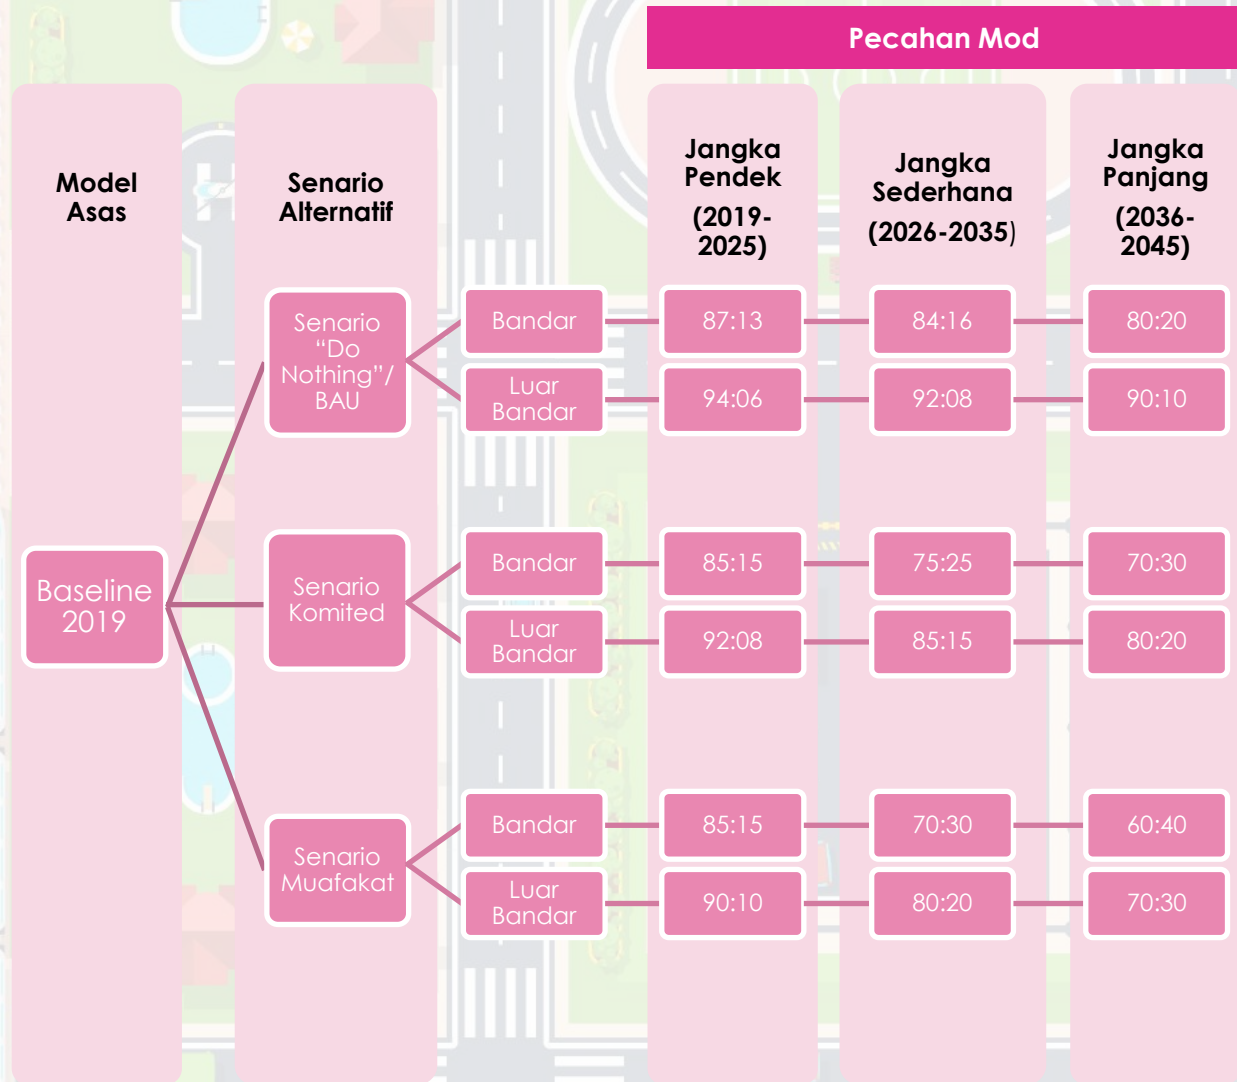 Pecahan Mod
Model
Asas
Senario
Alternatif
Jangka
Pendek
(2019-
2025)
Jangka
Sederhana
(2026-2035)
Jangka
Panjang
(2036-
2045)
Baseline
2019
Senario
“Do
Nothing”/
BAU
Bandar
87:13
84:16
80:20
Luar
Bandar
94:06
92:08
90:10
Senario
Komited
Bandar
85:15
75:25
70:30
Luar
Bandar
92:08
85:15
80:20
Senario
Muafakat
Bandar
85:15
70:30
60:40
Luar
Bandar
90:10
80:20
70:30